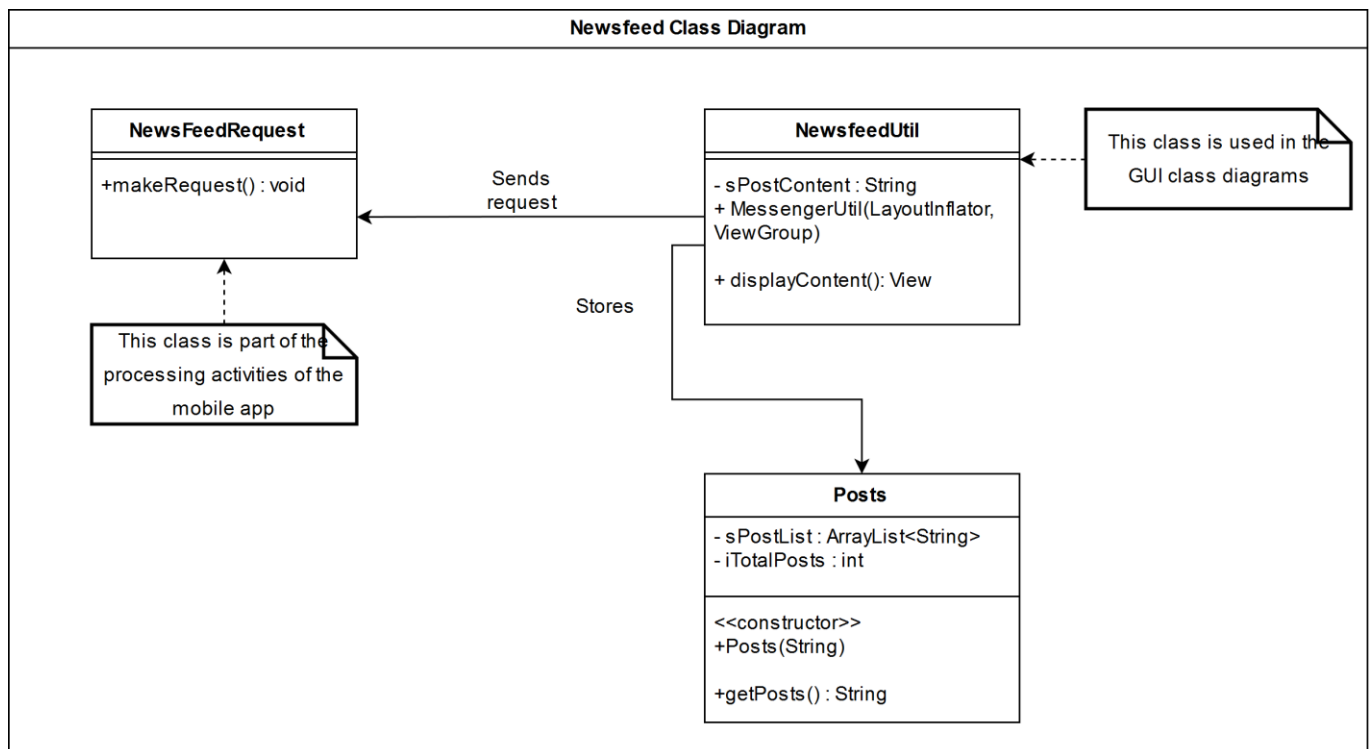 Newsfeed Class Diagram
NewsFeedRequest
+makeRequest() : void
This class is part of the
processing activities of the
mobile app
Sends
request
Stores
NewsfeedUtil
- sPostContent : String
+ MessengerUtil(LayoutInflator,
ViewGroup)
+ displayContent(): View
This class is used in the
GUI class diagrams
Posts
- sPostList : ArrayList<String>
- iTotalPosts : int
<<constructor>>
+Posts(String)
+getPosts() : String